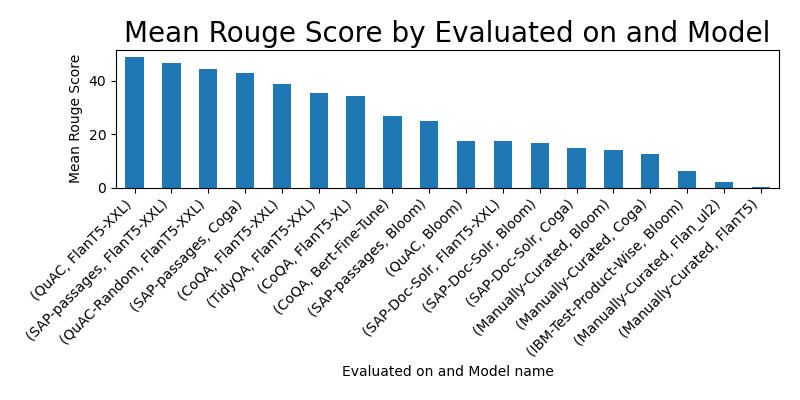 Mean Rouge Score by Evaluated on and Model
Mean Rouge Score
40
20
0
(QuAC, FlanT5-XXL)
(SAP-passages, FlanT5-XXL)
(QuAC-Random, FlanT5-XXL)
(SAP-passages, Coga)
(CoQA, FlanT5-XXL)
(TidyQA, FlanT5-XXL)
(CoQA, FlanT5-XL)
(CoQA, Bert-Fine-Tune)
(SAP-passages, Bloom)
(QuAC, Bloom)
(SAP-Doc-Solr, FlanT5-XXL)
(SAP-Doc-Solr, Bloom)
(SAP-Doc-Solr, Coga)
(Manually-Curated, Bloom)
(Manually-Curated, Coga)
(IBM-Test-Product-Wise, Bloom)
(Manually-Curated, Flan_ul2)
(Manually-Curated, FlanT5)
Evaluated on and Model name